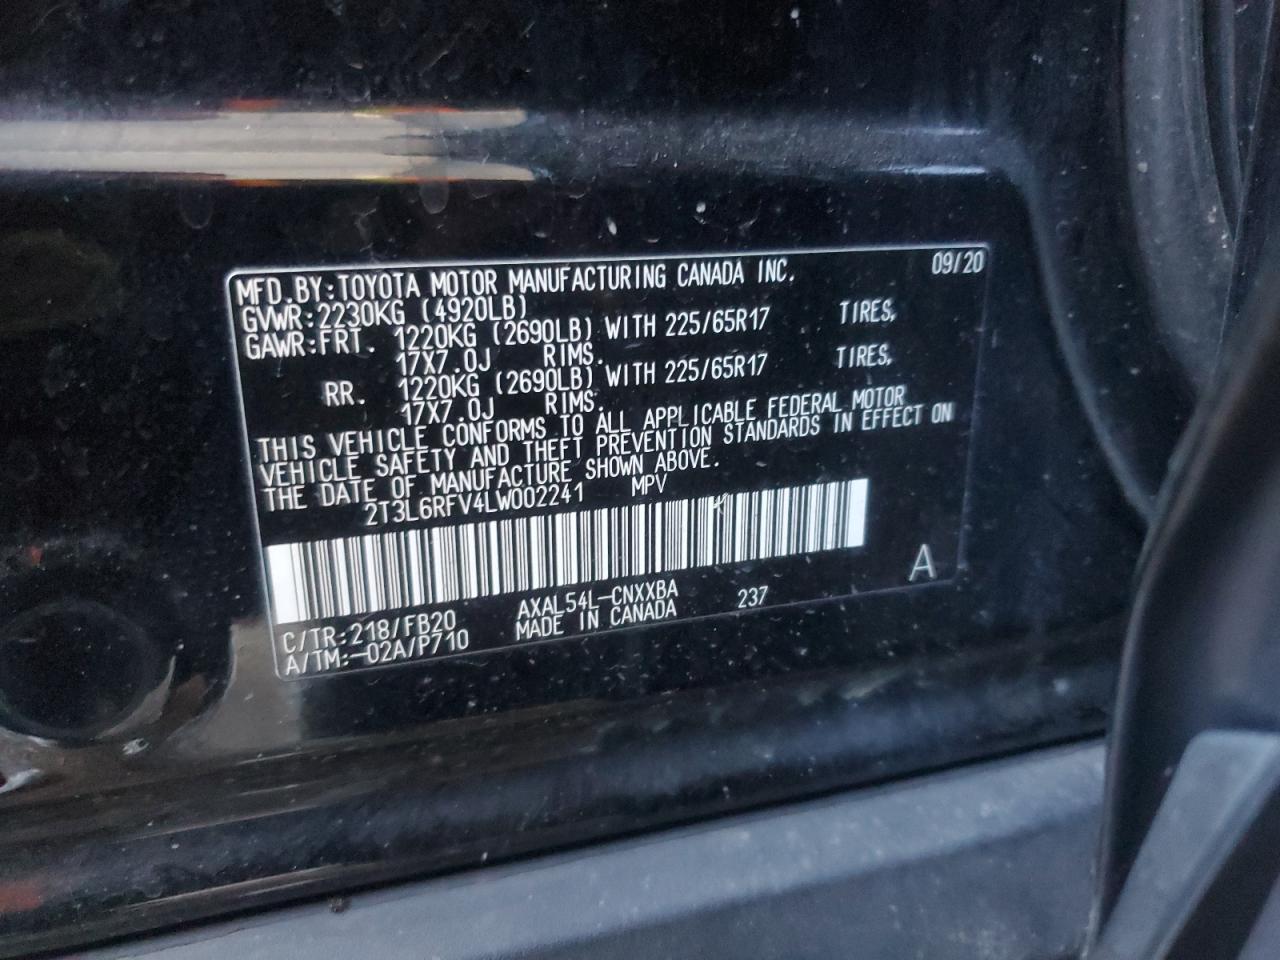 MFD.BY:TOYOTA MOTOR MANUFACTURING CANADA INC. 09/20
GVWR:2230KG (4920LB)
GAWR:FRT. 1220KG (2690LB) WITH 225/65R17 TIRES,
17X7.0J RIMS.
RR. 1220KG (2690LB) WITH 225/65R17 TIRES,
17X7.0J RIMS.
THIS VEHICLE CONFORMS TO ALL APPLICABLE FEDERAL MOTOR
VEHICLE SAFETY AND THEFT PREVENTION STANDARDS IN EFFECT ON
THE DATE OF MANUFACTURE SHOWN ABOVE.
2T3L6RFV4LW002241 MPV
A
C/TR:218/FB20 AXAL54L-CNXXBA 237
A/TM:-02A/P710 MADE IN CANADA